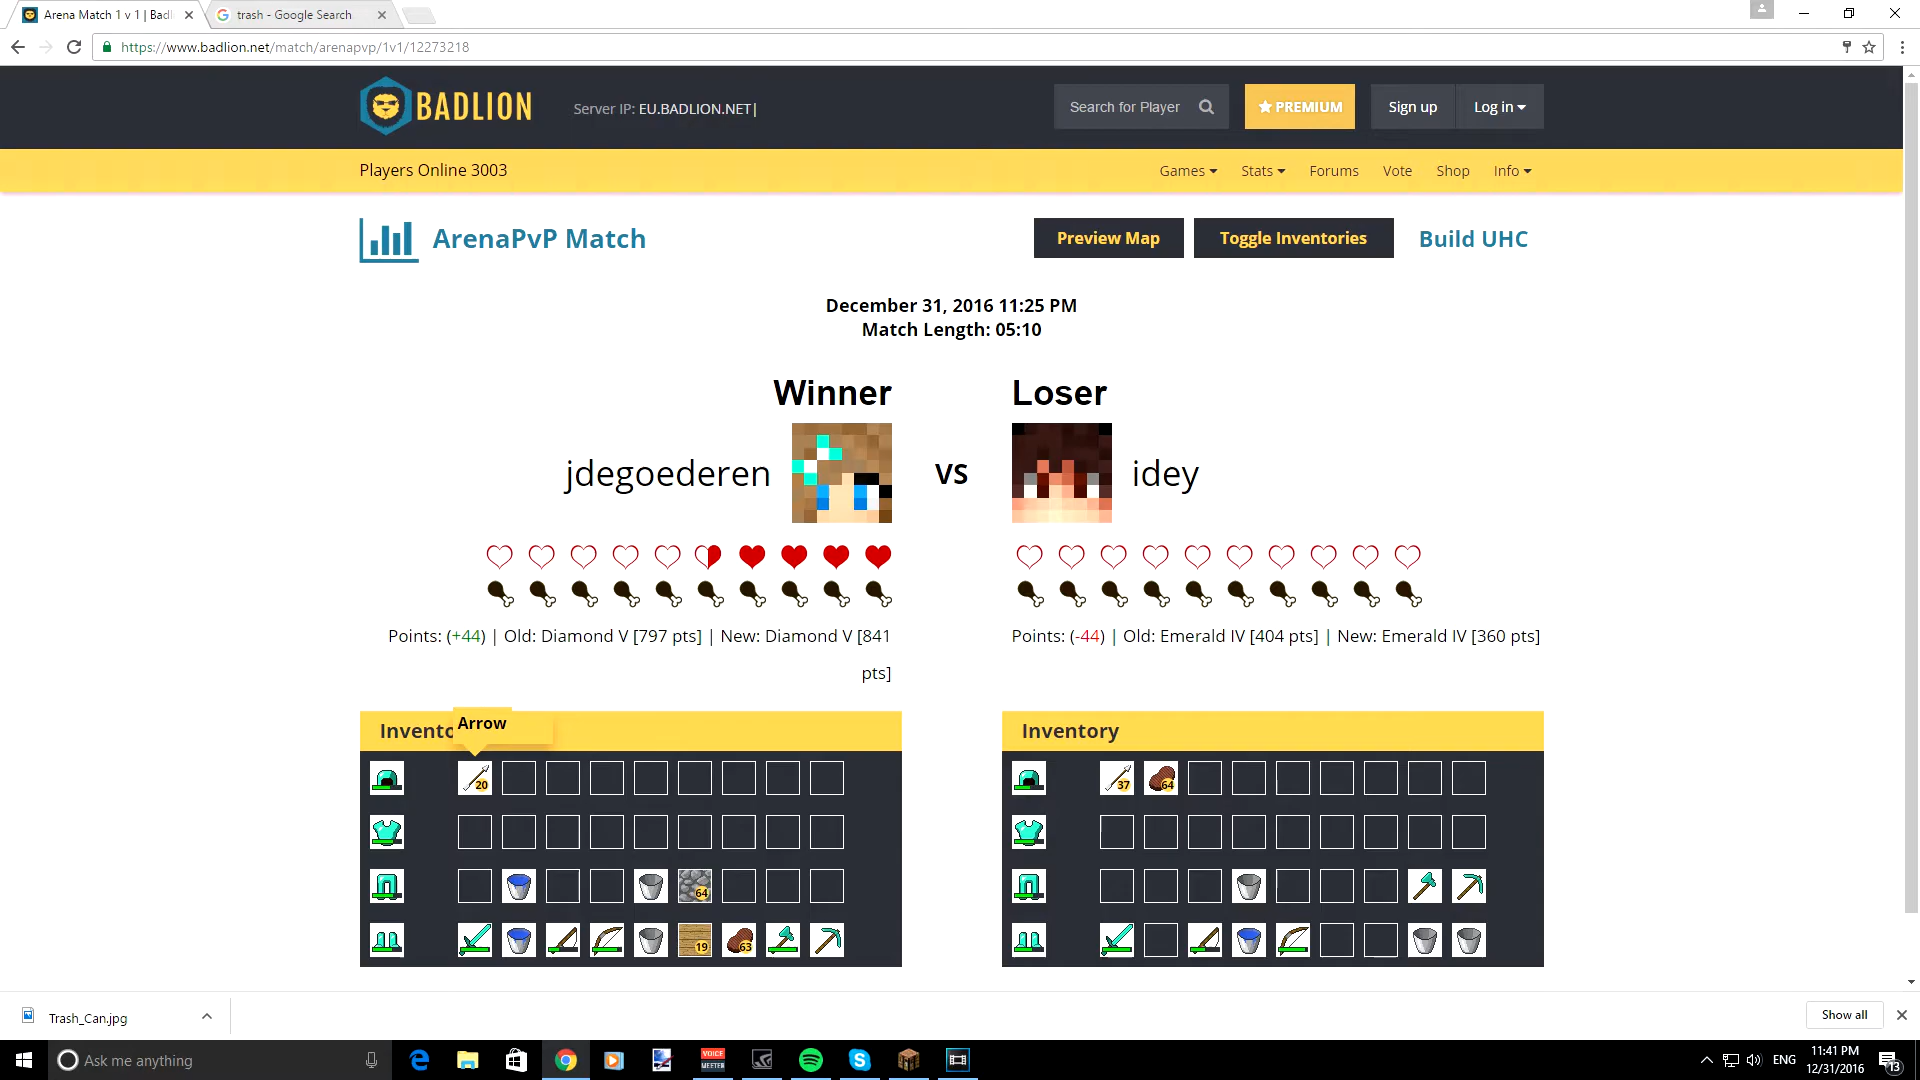 Arena Match 1 v 1 | Badl
trash - Google Search
https://www.badlion.net/match/arenapvp/1v1/12273218
BADLION
Server IP: EU.BADLION.NET|
Search for Player
PREMIUM
Sign up
Log in
Players Online 3003
Games
Stats
Forums
Vote
Shop
Info
ArenaPvP Match
Preview Map
Toggle Inventories
Build UHC
December 31, 2016 11:25 PM
Match Length: 05:10
Winner
Loser
jdegoederen
VS
idey
Points: (+44) | Old: Diamond V [797 pts] | New: Diamond V [841
pts]
Points: (-44) | Old: Emerald IV [404 pts] | New: Emerald IV [360 pts]
Invento
Arrow
Inventory
20
37
64
64
19
63
Trash_Can.jpg
Show all
Ask me anything
VOICE
MEETER
ENG
11:41 PM
12/31/2016
13